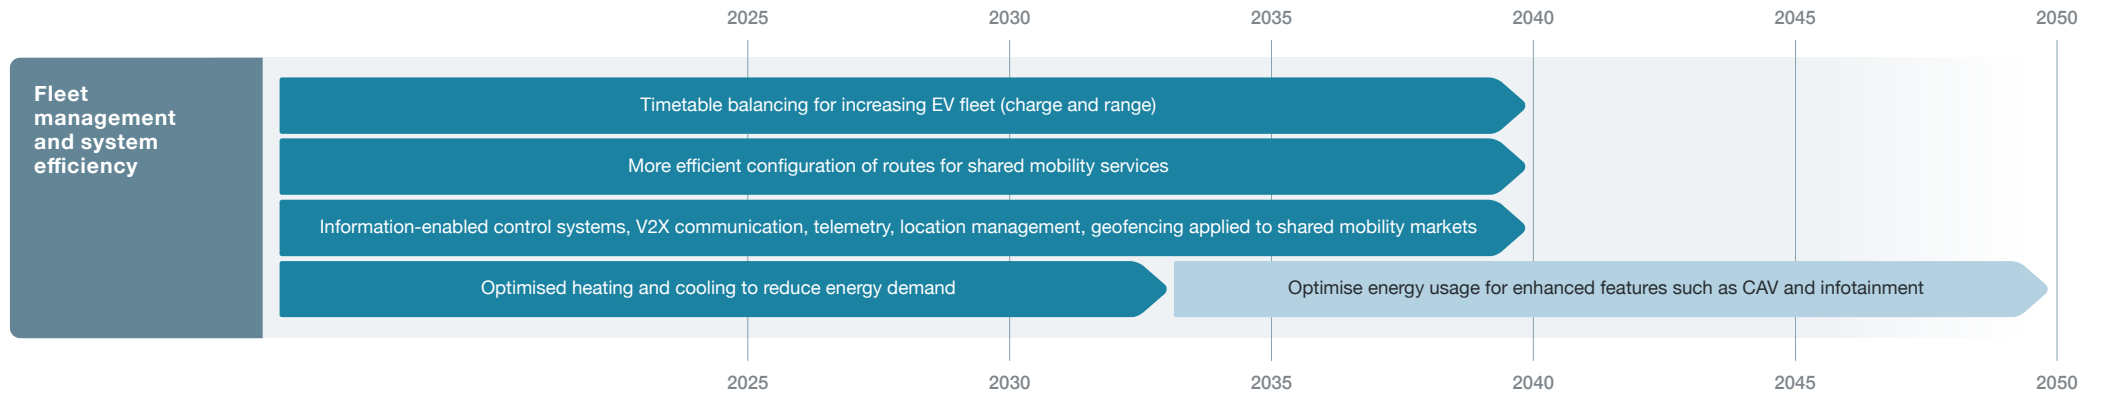 2025 2030 2035 2040 2045 2050
Fleet
management
and system
efficiency
Timetable balancing for increasing EV fleet (charge and range)
More efficient configuration of routes for shared mobility services
Information-enabled control systems, V2X communication, telemetry, location management, geofencing applied to shared mobility markets
Optimised heating and cooling to reduce energy demand
Optimise energy usage for enhanced features such as CAV and infotainment
2025 2030 2035 2040 2045 2050